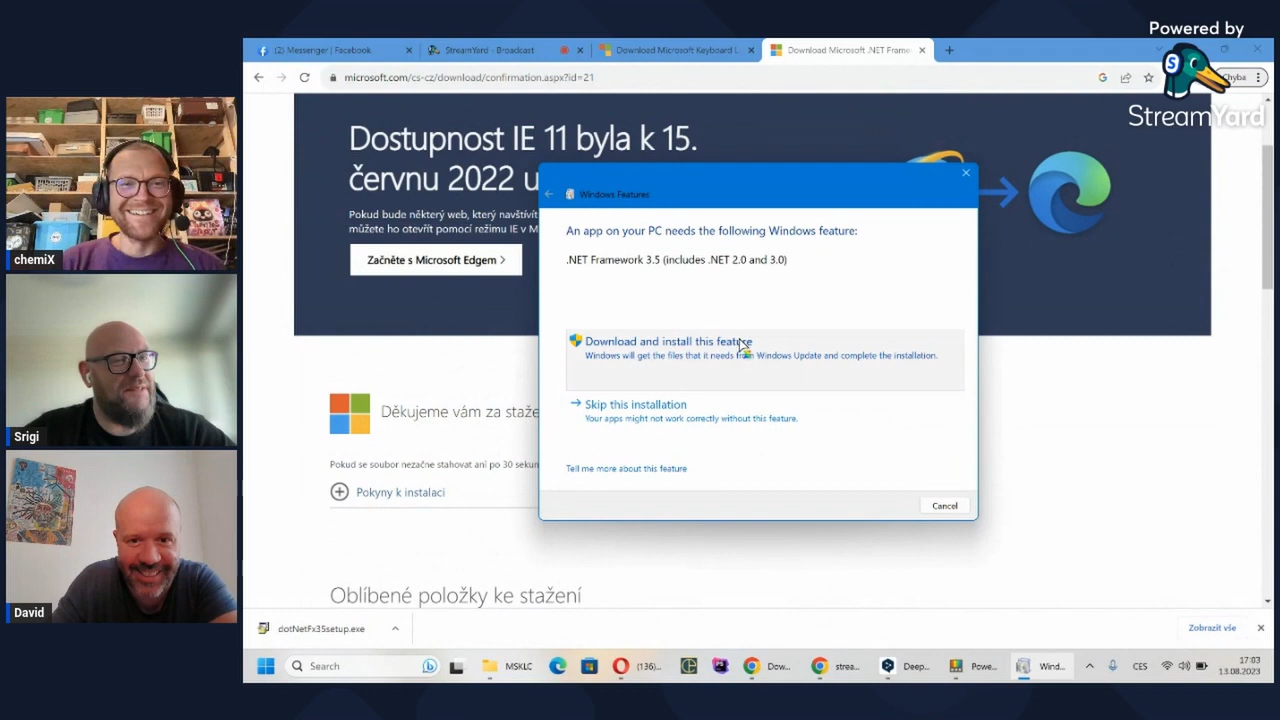 Powered by
StreamYard
(2) Messenger | Facebook
StreamYard - Broadcast
Download Microsoft Keyboard L
Download Microsoft .NET Frame
microsoft.com/cs-cz/download/confirmation.aspx?id=21
Chyba
Dostupnost IE 11 byla k 15.
červnu 2022 u
Pokud bude některý web, který navštívít
můžete ho otevřít pomocí režimu IE v M
Začněte s Microsoft Edgem
Windows Features
An app on your PC needs the following Windows feature:
.NET Framework 3.5 (includes .NET 2.0 and 3.0)
Download and install this feature
Windows will get the files that it needs from Windows Update and complete the installation.
Skip this installation
Your apps might not work correctly without this feature.
Tell me more about this feature
Cancel
Děkujeme vám za staže
Pokud se soubor nezačne stahovat ani po 30 sekun
Pokyny k instalaci
Oblíbené položky ke stažení
chemiX
Srigi
David
dotNetFx35setup.exe
Zobrazit vše
Search
MSKLC
(136)...
Dow...
strea...
Deep...
Powe...
Wind...
CES
17:03
13.08.2023